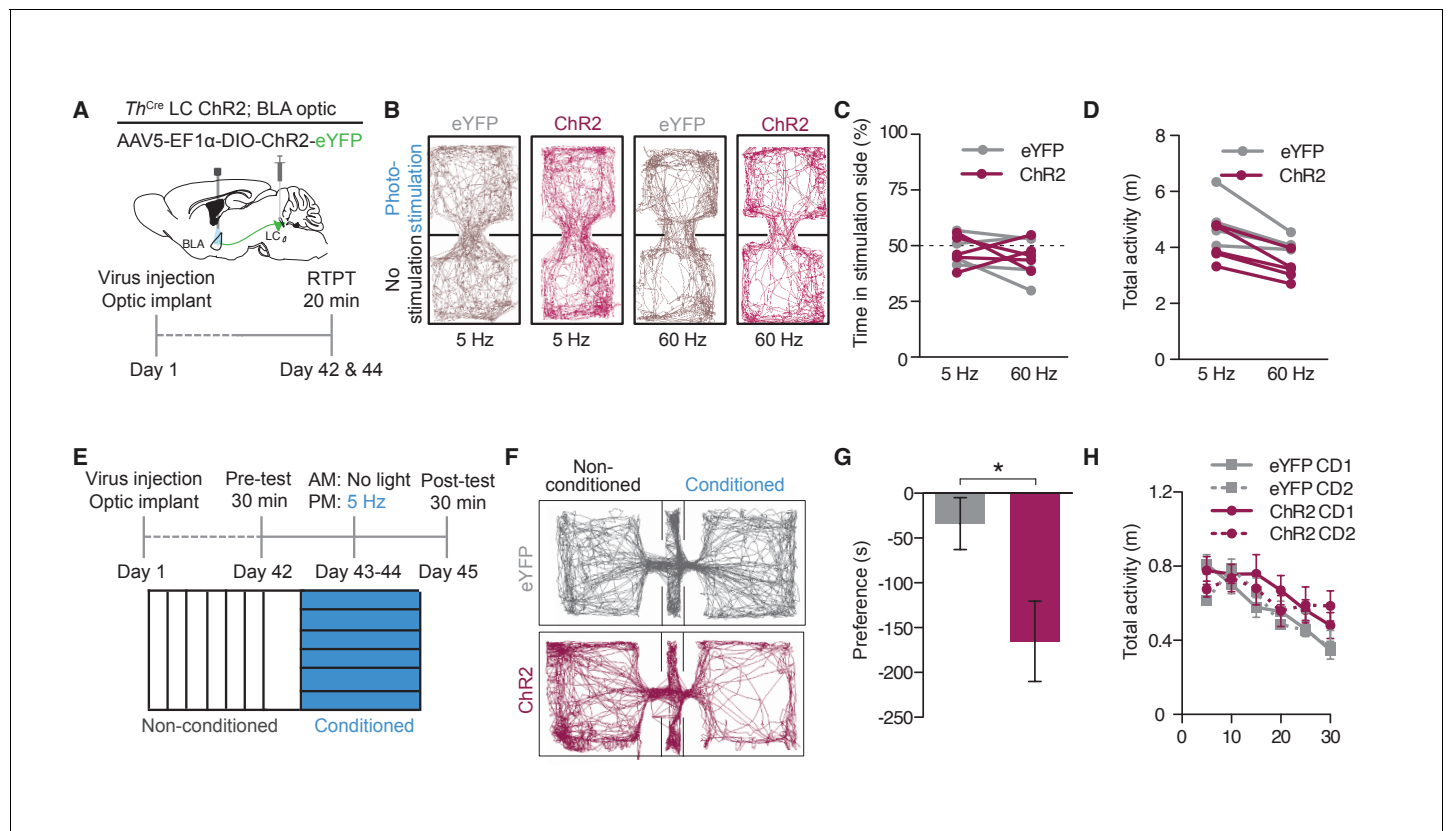 A
Th^Cre LC ChR2; BLA optic
AAV5-EF1α-DIO-ChR2-eYFP
BLA
LC
Virus injection
Optic implant
RTPT
20 min
Day 1
Day 42 & 44
B
eYFP
ChR2
eYFP
ChR2
Photo-
stimulation
No
stimulation
5 Hz
5 Hz
60 Hz
60 Hz
C
Time in stimulation side (%)
100
75
50
25
0
eYFP
ChR2
5 Hz
60 Hz
D
Total activity (m)
8
6
4
2
0
eYFP
ChR2
5 Hz
60 Hz
E
Virus injection
Optic implant
Pre-test
30 min
AM: No light
PM: 5 Hz
Post-test
30 min
Day 1
Day 42
Day 43-44
Day 45
Non-conditioned
Conditioned
F
Non-
conditioned
Conditioned
eYFP
ChR2
G
*
Preference (s)
0
-50
-100
-150
-200
-250
H
eYFP CD1
eYFP CD2
ChR2 CD1
ChR2 CD2
Total activity (m)
1.2
0.8
0.4
0
0
10
20
30